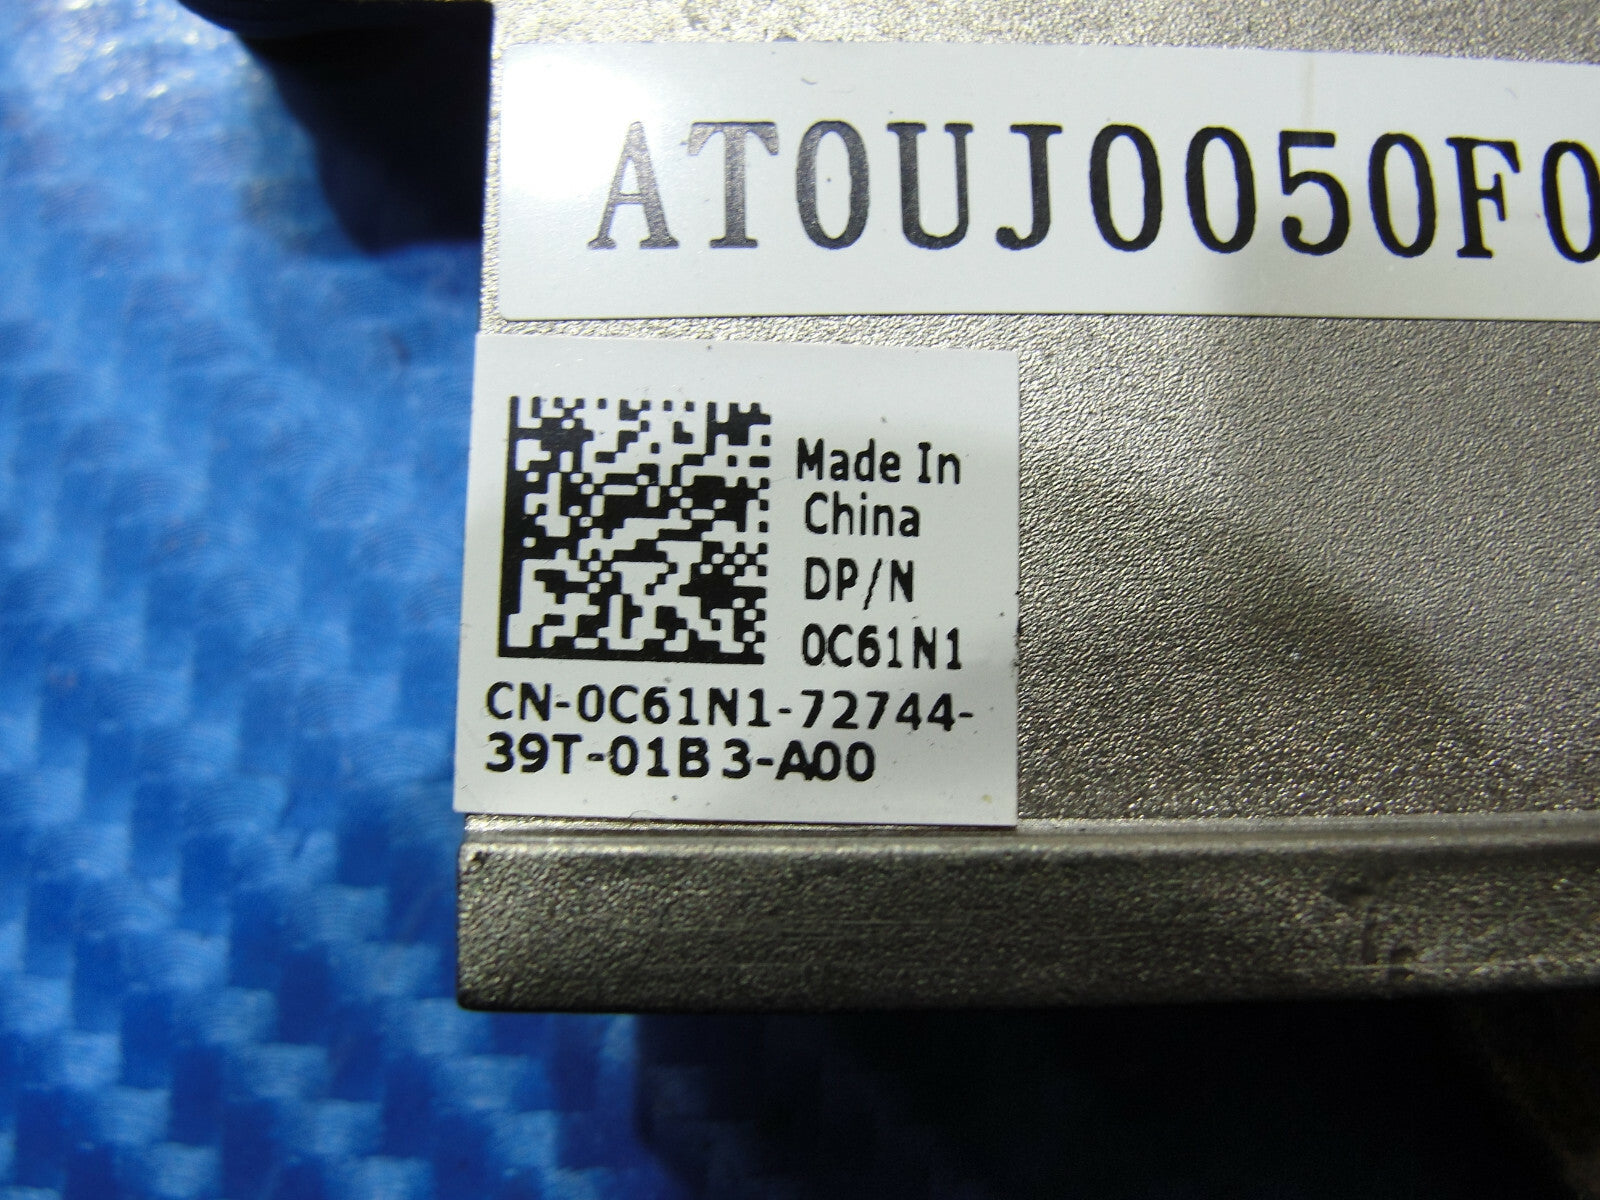 AT0UJ0050F0
Made In
China
DP/N
0C61N1
CN-0C61N1-72744-
39T-01B3-A00